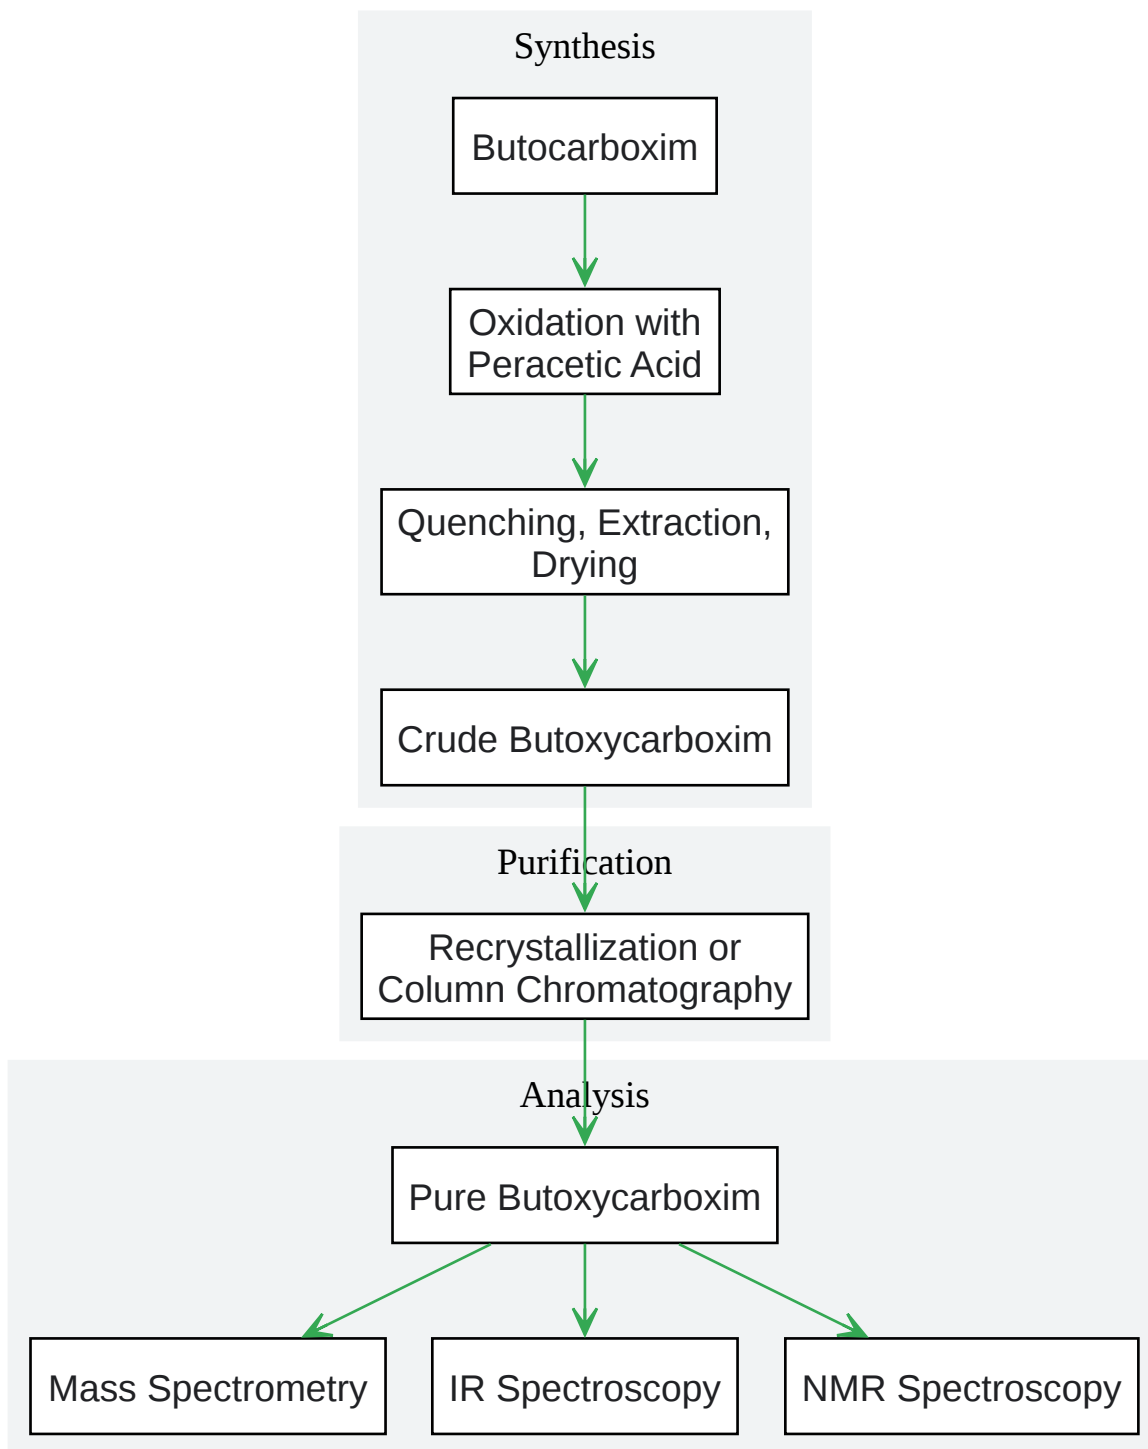 Synthesis
Butocarboxim
Oxidation with
Peracetic Acid
Quenching, Extraction,
Drying
Crude Butoxycarboxim
Purification
Recrystallization or
Column Chromatography
Analysis
Pure Butoxycarboxim
Mass Spectrometry
IR Spectroscopy
NMR Spectroscopy